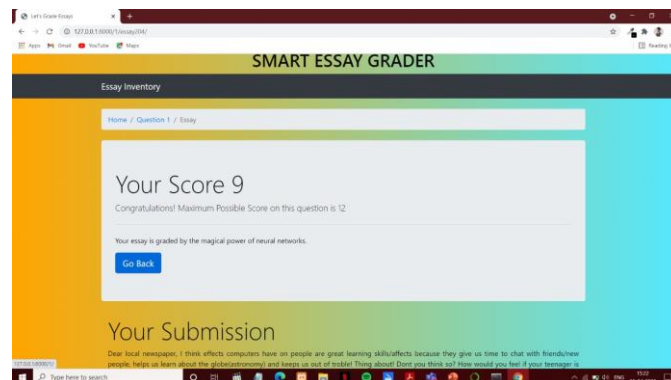 Let's Grade Essays
127.0.0.1:8000/1/essay204/
Apps Gmail YouTube Maps Reading
SMART ESSAY GRADER
Essay Inventory
Home / Question 1 / Essay
Your Score 9
Congratulations! Maximum Possible Score on this question is 12
Your essay is graded by the magical power of neural networks.
Go Back
Your Submission
Dear local newspaper, I think effects computers have on people are great learning skills/affects because they give us time to chat with friends/new
people, helps us learn about the globe(astronomy) and keeps us out of troble! Thing about! Dont you think so? How would you feel if your teenager is
127.0.0.1:8000/1/
Type here to search
ENG
15:23